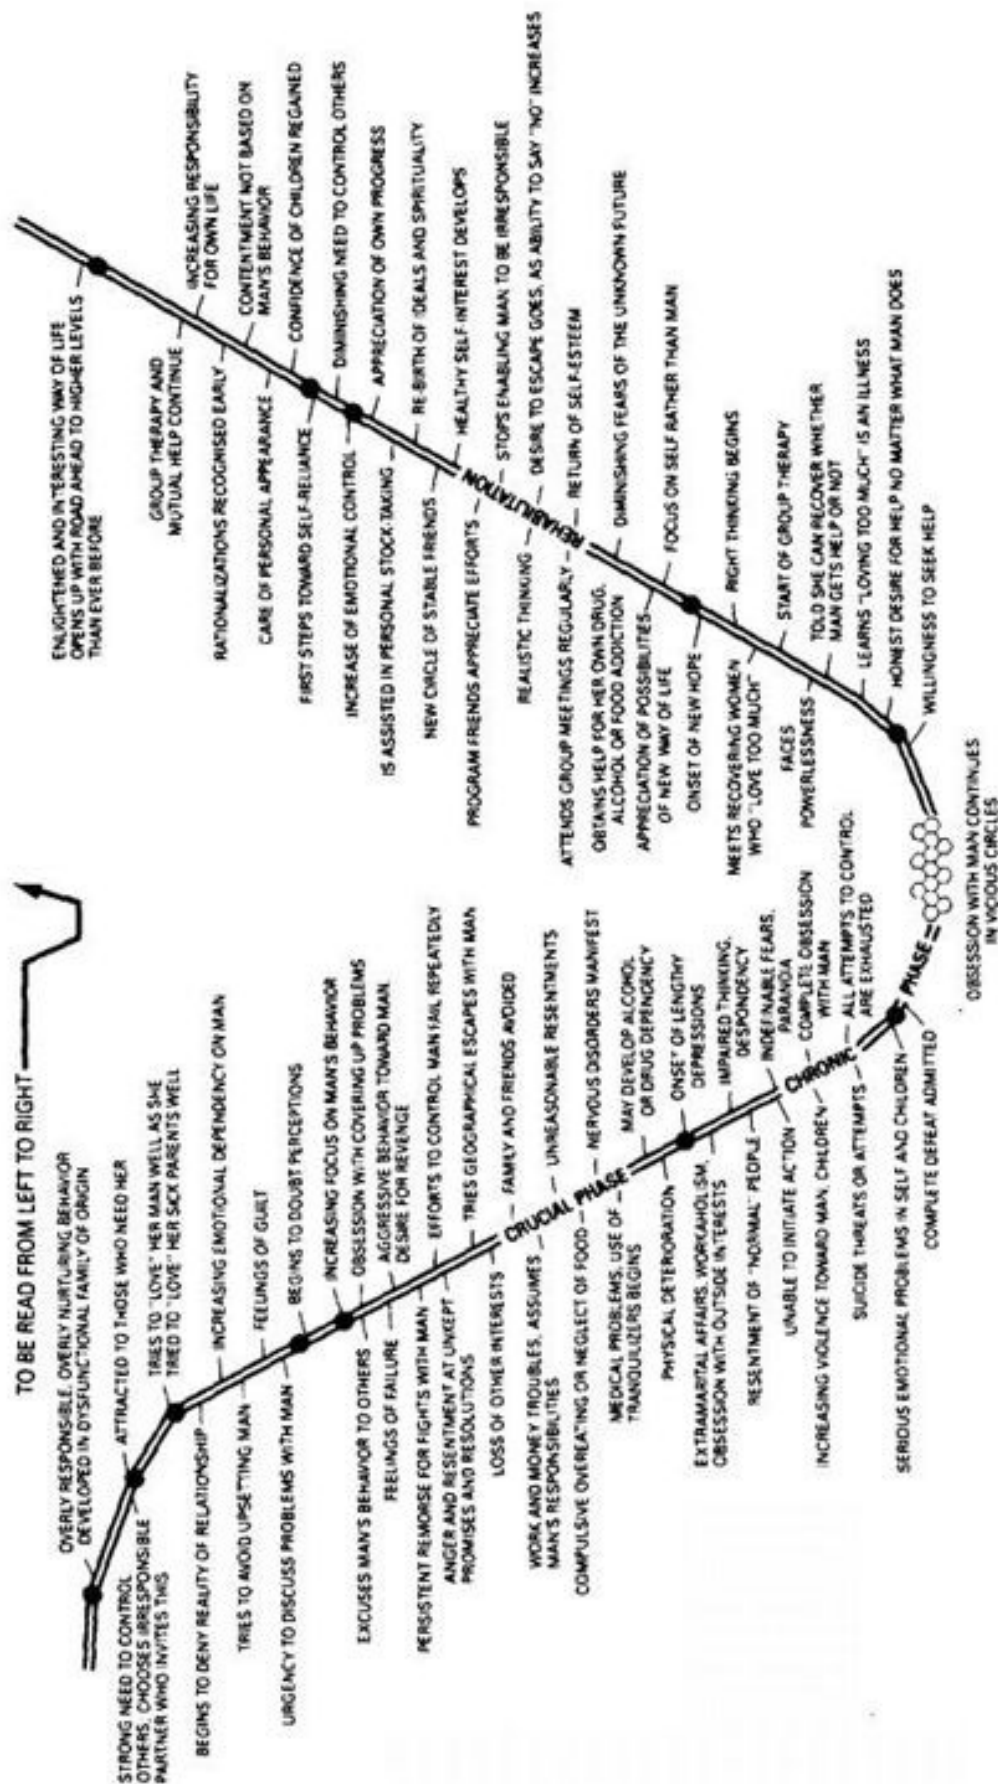 TO BE READ FROM LEFT TO RIGHT
OVERLY RESPONSIBLE, OVERLY NURTURING BEHAVIOR
DEVELOPED IN DYSFUNCTIONAL FAMILY OF ORIGIN
STRONG NEED TO CONTROL
OTHERS. CHOOSES IRRESPONSIBLE
PARTNER WHO INVITES THIS
ATTRACTED TO THOSE WHO NEED HER
TRIES TO "LOVE" HER MAN WELL AS SHE
TRIED TO "LOVE" HER SICK PARENTS WELL
BEGINS TO DENY REALITY OF RELATIONSHIP
INCREASING EMOTIONAL DEPENDENCY ON MAN
TRIES TO AVOID UPSETTING MAN
FEELINGS OF GUILT
URGENCY TO DISCUSS PROBLEMS WITH MAN
BEGINS TO DOUBT PERCEPTIONS
INCREASING FOCUS ON MAN'S BEHAVIOR
EXCUSES MAN'S BEHAVIOR TO OTHERS
OBSESSION WITH COVERING UP PROBLEMS
FEELINGS OF FAILURE
AGGRESSIVE BEHAVIOR TOWARD MAN.
DESIRE FOR REVENGE
PERSISTENT REMORSE FOR FIGHTS WITH MAN
EFFORTS TO CONTROL MAN FAIL REPEATEDLY
ANGER AND RESENTMENT AT UNKEPT
PROMISES AND RESOLUTIONS
TRIES GEOGRAPHICAL ESCAPES WITH MAN
LOSS OF OTHER INTERESTS
FAMILY AND FRIENDS AVOIDED
CRUCIAL PHASE
WORK AND MONEY TROUBLES. ASSUMES
MAN'S RESPONSIBILITIES
UNREASONABLE RESENTMENTS
COMPULSIVE OVEREATING OR NEGLECT OF FOOD
NERVOUS DISORDERS MANIFEST
MEDICAL PROBLEMS. USE OF
TRANQUILIZERS BEGINS
MAY DEVELOP ALCOHOL
OR DRUG DEPENDENCY
PHYSICAL DETERIORATION
ONSET OF LENGTHY
DEPRESSIONS
EXTRAMARITAL AFFAIRS, WORKAHOLISM,
OBSESSION WITH OUTSIDE INTERESTS
IMPAIRED THINKING,
DESPONDENCY
RESENTMENT OF "NORMAL" PEOPLE
INDEFINABLE FEARS,
PARANOIA
UNABLE TO INITIATE ACTION
CHRONIC PHASE
COMPLETE OBSESSION
WITH MAN
INCREASING VIOLENCE TOWARD MAN, CHILDREN
ALL ATTEMPTS TO CONTROL
ARE EXHAUSTED
SUICIDE THREATS OR ATTEMPTS
SERIOUS EMOTIONAL PROBLEMS IN SELF AND CHILDREN
COMPLETE DEFEAT ADMITTED
OBSESSION WITH MAN CONTINUES
IN VICIOUS CIRCLES
WILLINGNESS TO SEEK HELP
HONEST DESIRE FOR HELP NO MATTER WHAT MAN DOES
LEARNS "LOVING TOO MUCH" IS AN ILLNESS
FACES
POWERLESSNESS
TOLD SHE CAN RECOVER WHETHER
MAN GETS HELP OR NOT
START OF GROUP THERAPY
MEETS RECOVERING WOMEN
WHO "LOVE TOO MUCH"
RIGHT THINKING BEGINS
ONSET OF NEW HOPE
FOCUS ON SELF RATHER THAN MAN
APPRECIATION OF POSSIBILITIES
OF NEW WAY OF LIFE
OBTAINS HELP FOR HER OWN DRUG,
ALCOHOL OR FOOD ADDICTION
DIMINISHING FEARS OF THE UNKNOWN FUTURE
ATTENDS GROUP MEETINGS REGULARLY
RETURN OF SELF-ESTEEM
REALISTIC THINKING
DESIRE TO ESCAPE GOES, AS ABILITY TO SAY "NO" INCREASES
REHABILITATION
PROGRAM FRIENDS APPRECIATE EFFORTS
STOPS ENABLING MAN TO BE IRRESPONSIBLE
NEW CIRCLE OF STABLE FRIENDS
HEALTHY SELF INTEREST DEVELOPS
IS ASSISTED IN PERSONAL STOCK-TAKING
RE-BIRTH OF IDEALS AND SPIRITUALITY
INCREASE OF EMOTIONAL CONTROL
APPRECIATION OF OWN PROGRESS
FIRST STEPS TOWARD SELF-RELIANCE
DIMINISHING NEED TO CONTROL OTHERS
CARE OF PERSONAL APPEARANCE
CONFIDENCE OF CHILDREN REGAINED
RATIONALIZATIONS RECOGNISED EARLY
CONTENTMENT NOT BASED ON
MAN'S BEHAVIOR
GROUP THERAPY AND
MUTUAL HELP CONTINUE
INCREASING RESPONSIBILITY
FOR OWN LIFE
ENLIGHTENED AND INTERESTING WAY OF LIFE
OPENS UP WITH ROAD AHEAD TO HIGHER LEVELS
THAN EVER BEFORE